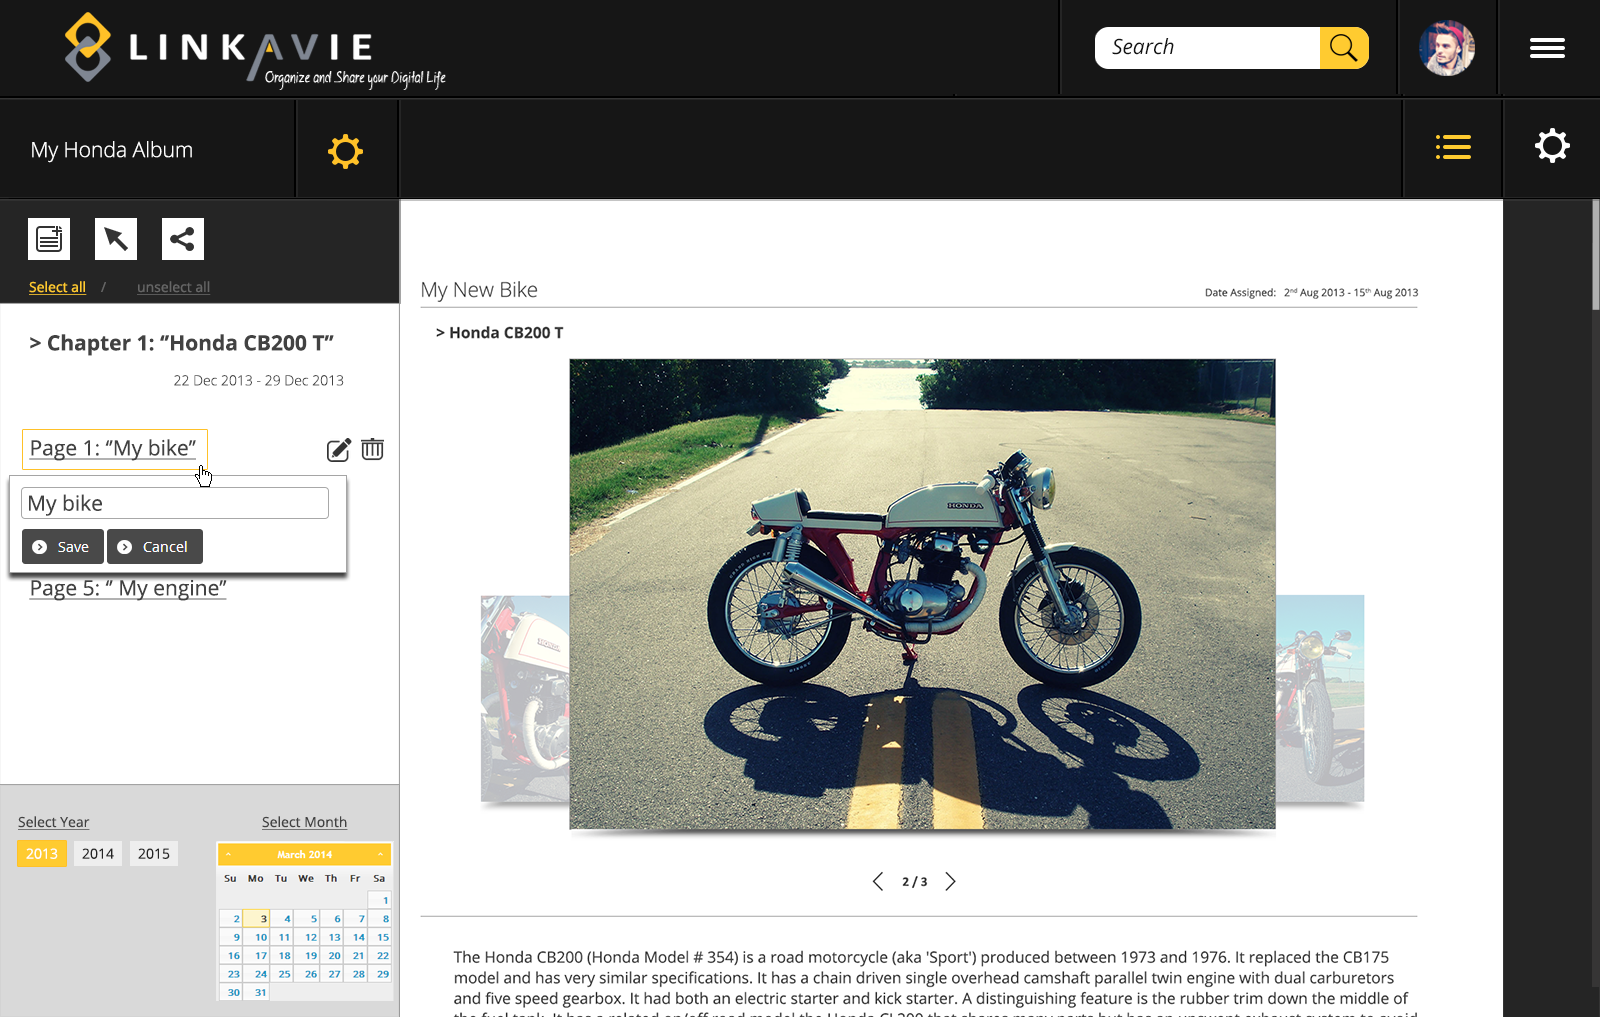 LINKAVIE
Organize and Share your Digital Life
Search
My Honda Album
Select all / unselect all
> Chapter 1: “Honda CB200 T”
22 Dec 2013 - 29 Dec 2013
Page 1: “My bike”
My bike
Save Cancel
Page 5: “ My engine”
Select Year
2013 2014 2015
Select Month
March 2014
Su Mo Tu We Th Fr Sa
1
2 3 4 5 6 7 8
9 10 11 12 13 14 15
16 17 18 19 20 21 22
23 24 25 26 27 28 29
30 31
My New Bike
Date Assigned: 2nd Aug 2013 - 15th Aug 2013
> Honda CB200 T
HONDA
HONDA
2 / 3
The Honda CB200 (Honda Model # 354) is a road motorcycle (aka 'Sport') produced between 1973 and 1976. It replaced the CB175
model and has very similar specifications. It has a chain driven single overhead camshaft parallel twin engine with dual carburetors
and five speed gearbox. It had both an electric starter and kick starter. A distinguishing feature is the rubber trim down the middle of